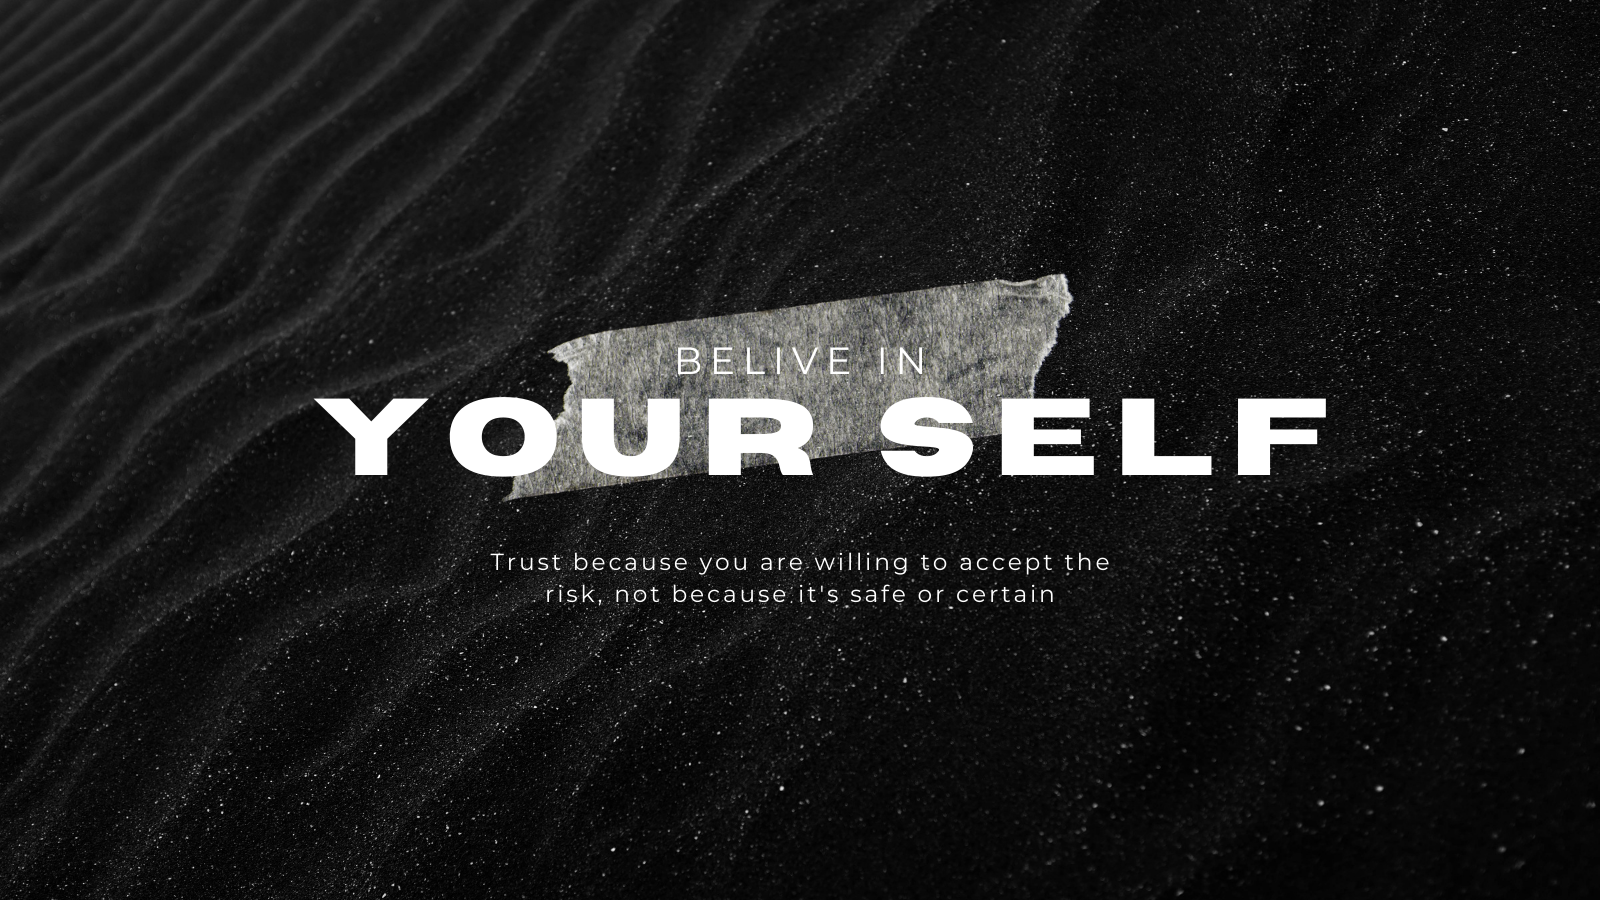 BELIVE IN
YOUR SELF
Trust because you are willing to accept the
risk, not because it's safe or certain